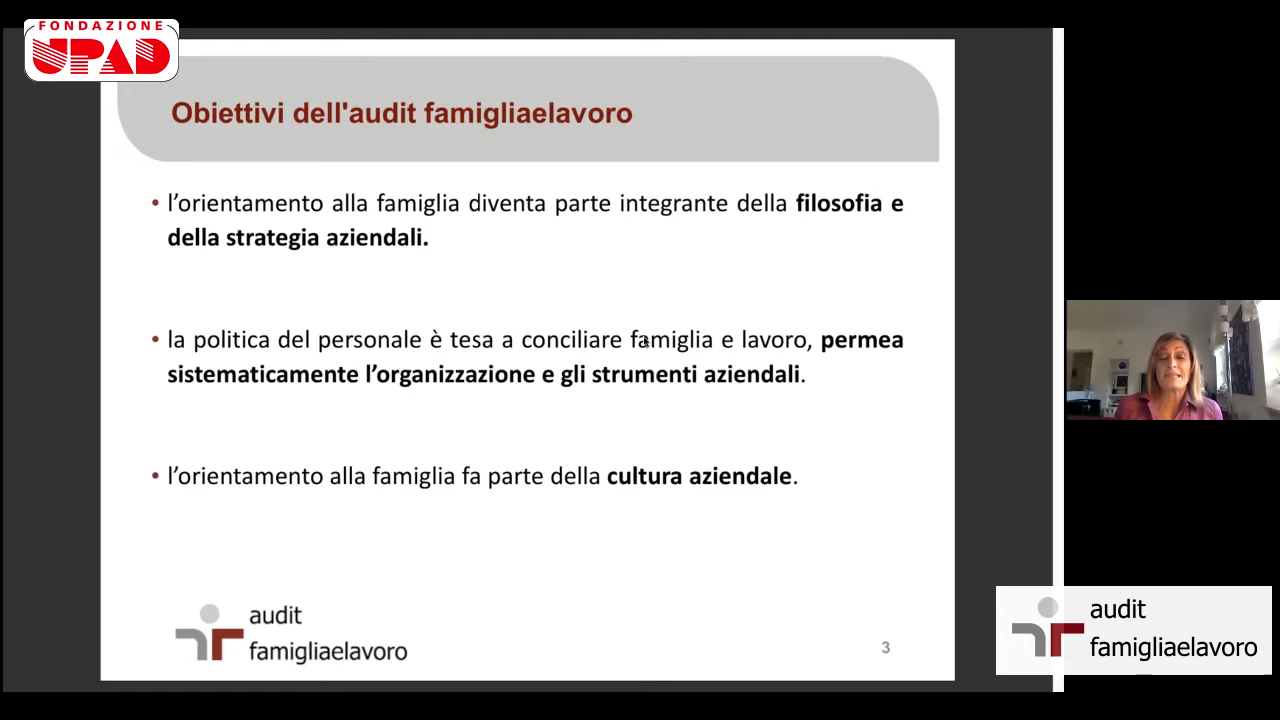 FONDAZIONE
UPAD
Obiettivi dell'audit famigliaelavoro
• l’orientamento alla famiglia diventa parte integrante della filosofia e
della strategia aziendali.
• la politica del personale è tesa a conciliare famiglia e lavoro, permea
sistematicamente l’organizzazione e gli strumenti aziendali.
• l’orientamento alla famiglia fa parte della cultura aziendale.
audit
famigliaelavoro
3
audit
famigliaelavoro